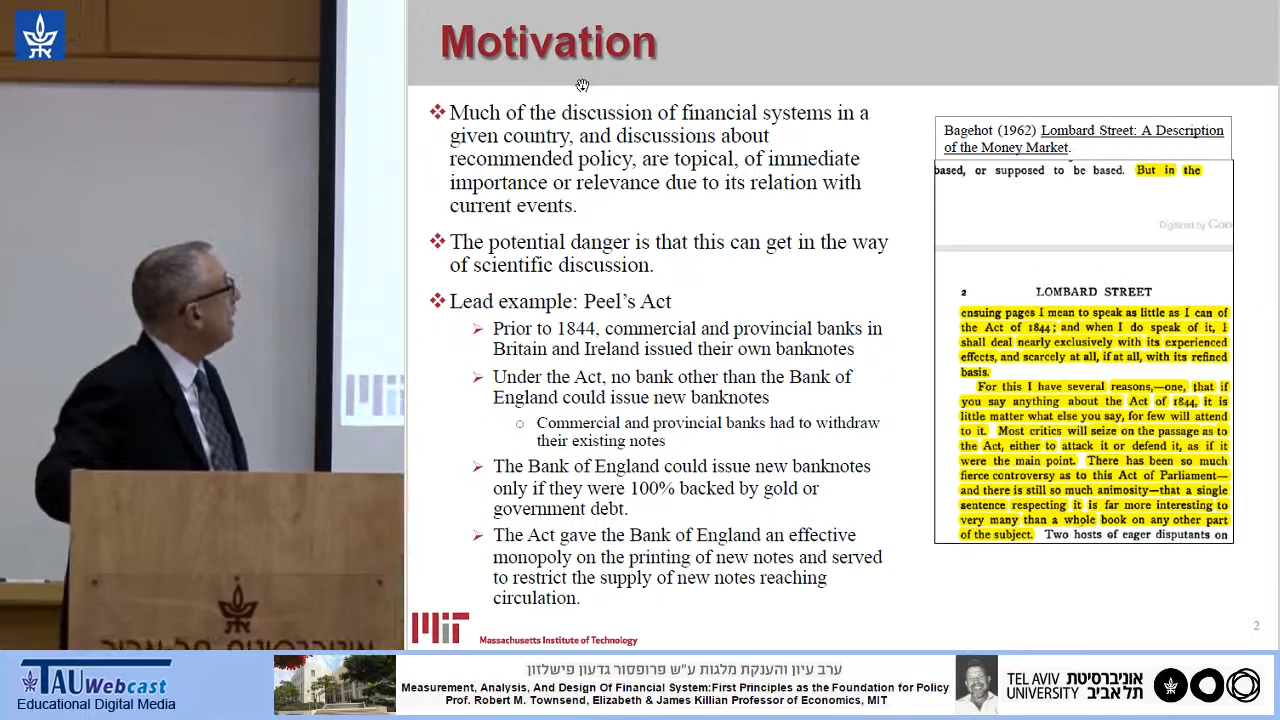 Motivation
Much of the discussion of financial systems in a
given country, and discussions about
recommended policy, are topical, of immediate
importance or relevance due to its relation with
current events.
The potential danger is that this can get in the way
of scientific discussion.
Lead example: Peel's Act
Prior to 1844, commercial and provincial banks in
Britain and Ireland issued their own banknotes
Under the Act, no bank other than the Bank of
England could issue new banknotes
Commercial and provincial banks had to withdraw
their existing notes
The Bank of England could issue new banknotes
only if they were 100% backed by gold or
government debt.
The Act gave the Bank of England an effective
monopoly on the printing of new notes and served
to restrict the supply of new notes reaching
circulation.
Bagehot (1962) Lombard Street: A Description
of the Money Market.
based, or supposed to be based. But in the
Digitized by Goo
2 LOMBARD STREET
ensuing pages I mean to speak as little as I can of
the Act of 1844; and when I do speak of it, I
shall deal nearly exclusively with its experienced
effects, and scarcely at all, if at all, with its refined
basis.
For this I have several reasons,—one, that if
you say anything about the Act of 1844, it is
little matter what else you say, for few will attend
to it. Most critics will seize on the passage as to
the Act, either to attack it or defend it, as if it
were the main point. There has been so much
fierce controversy as to this Act of Parliament—
and there is still so much animosity—that a single
sentence respecting it is far more interesting to
very many than a whole book on any other part
of the subject. Two hosts of eager disputants on
2
MIT
Massachusetts Institute of Technology
TAU Webcast
Educational Digital Media
ערב עיון והענקת מלגות ע"ש פרופסור גדעון פישלזון
Measurement, Analysis, And Design Of Financial System:First Principles as the Foundation for Policy
Prof. Robert M. Townsend, Elizabeth & James Killian Professor of Economics, MIT
TEL AVIV אוניברסיטת
UNIVERSITY תל אביב